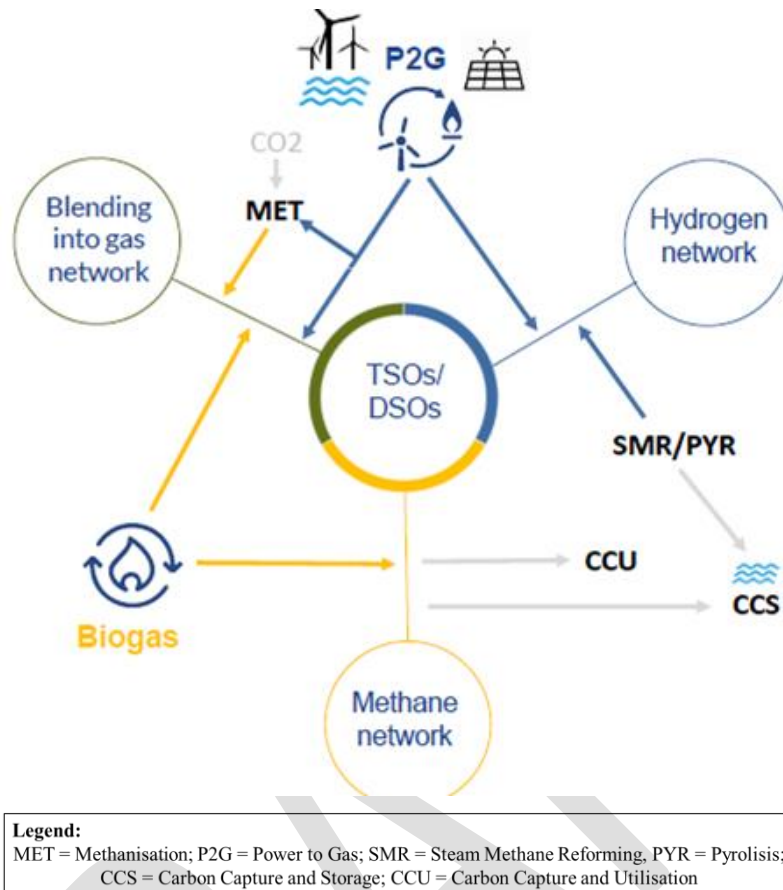 P2G
CO2
MET
Blending
into gas
network
Hydrogen
network
TSOs/
DSOs
SMR/PYR
CCU
CCS
Biogas
Methane
network
Legend:
MET = Methanisation; P2G = Power to Gas; SMR = Steam Methane Reforming, PYR = Pyrolisis;
CCS = Carbon Capture and Storage; CCU = Carbon Capture and Utilisation